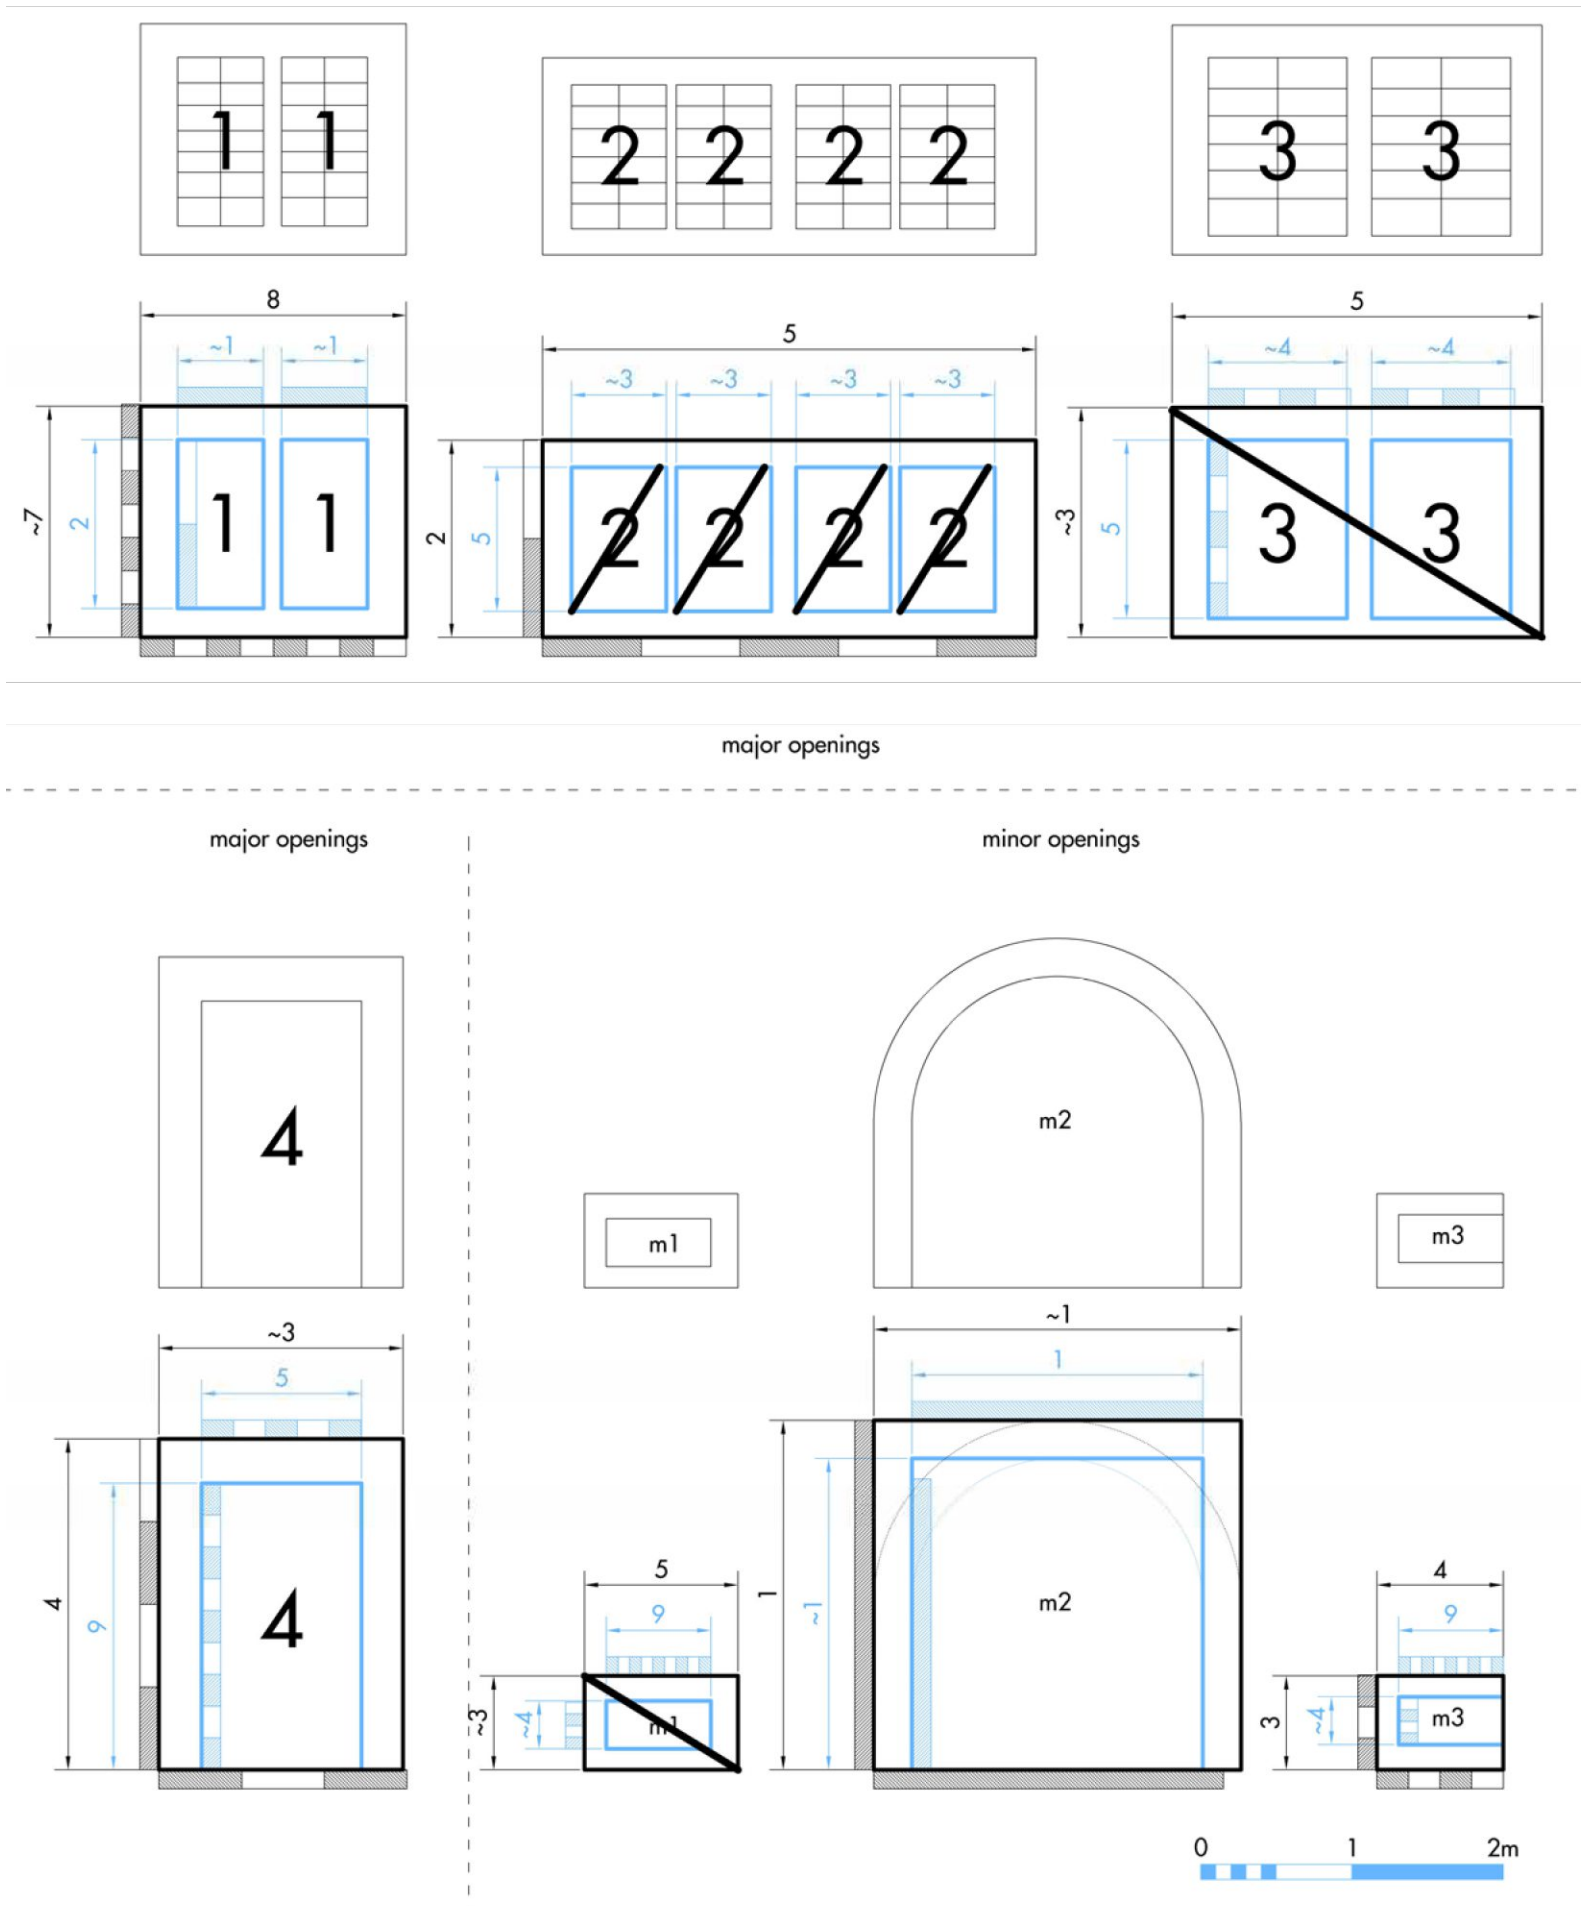 1 1 2 2 2 2 3 3
8 5 5
~1 ~1 ~3 ~3 ~3 ~3 ~4 ~4
~7 2 1 1 2 5 2 2 2 2 ~3 5 3 3
major openings
major openings minor openings
4 m1 m2 m3
~3 ~1
5 1
4 9 4
5 4
9 9
~3 ~4 m1 1 ~1 m2 3 ~4 m3
0 1 2m